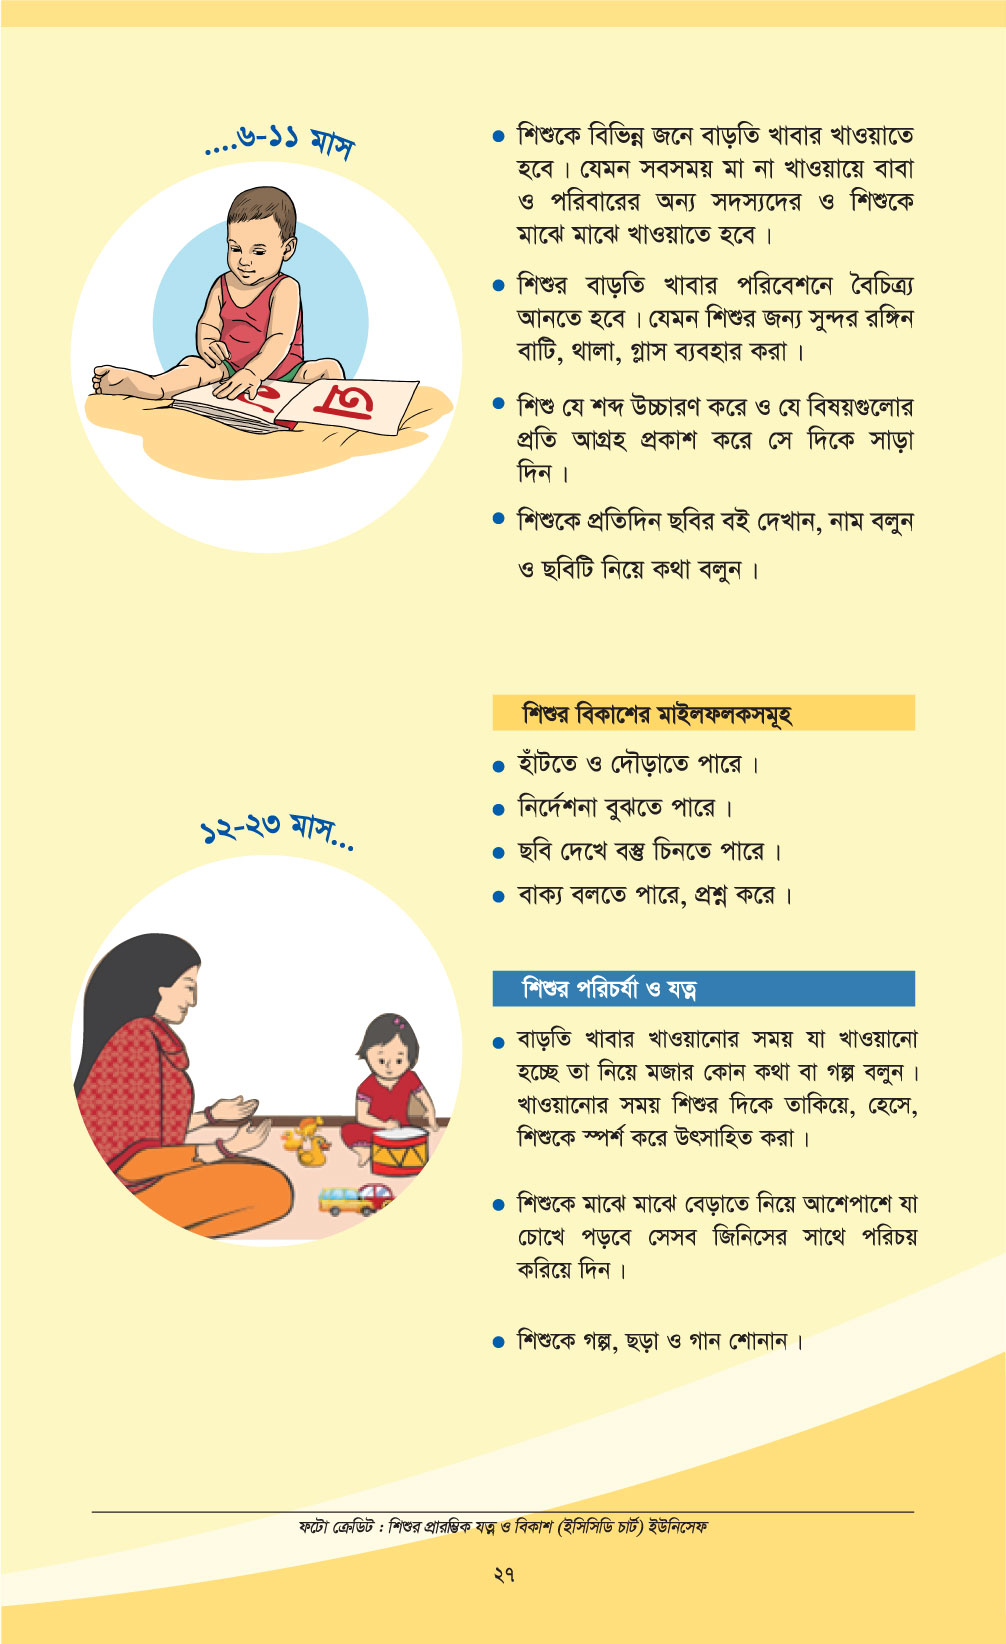 ....৬-১১ মাস
অ
• শিশুকে বিভিন্ন জনে বাড়তি খাবার খাওয়াতে
হবে । যেমন সবসময় মা না খাওয়ায়ে বাবা
ও পরিবারের অন্য সদস্যদের ও শিশুকে
মাঝে মাঝে খাওয়াতে হবে ।
• শিশুর বাড়তি খাবার পরিবেশনে বৈচিত্র্য
আনতে হবে । যেমন শিশুর জন্য সুন্দর রঙ্গিন
বাটি, থালা, গ্লাস ব্যবহার করা ।
• শিশু যে শব্দ উচ্চারণ করে ও যে বিষয়গুলোর
প্রতি আগ্রহ প্রকাশ করে সে দিকে সাড়া
দিন ।
• শিশুকে প্রতিদিন ছবির বই দেখান, নাম বলুন
ও ছবিটি নিয়ে কথা বলুন ।
১২-২৩ মাস...
শিশুর বিকাশের মাইলফলকসমূহ
• হাঁটতে ও দৌড়াতে পারে ।
• নির্দেশনা বুঝতে পারে ।
• ছবি দেখে বস্তু চিনতে পারে ।
• বাক্য বলতে পারে, প্রশ্ন করে ।
শিশুর পরিচর্যা ও যত্ন
• বাড়তি খাবার খাওয়ানোর সময় যা খাওয়ানো
হচ্ছে তা নিয়ে মজার কোন কথা বা গল্প বলুন ।
খাওয়ানোর সময় শিশুর দিকে তাকিয়ে, হেসে,
শিশুকে স্পর্শ করে উৎসাহিত করা ।
• শিশুকে মাঝে মাঝে বেড়াতে নিয়ে আশেপাশে যা
চোখে পড়বে সেসব জিনিসের সাথে পরিচয়
করিয়ে দিন ।
• শিশুকে গল্প, ছড়া ও গান শোনান ।
ফটো ক্রেডিট : শিশুর প্রারম্ভিক যত্ন ও বিকাশ (ইসিসিডি চার্ট) ইউনিসেফ
২৭